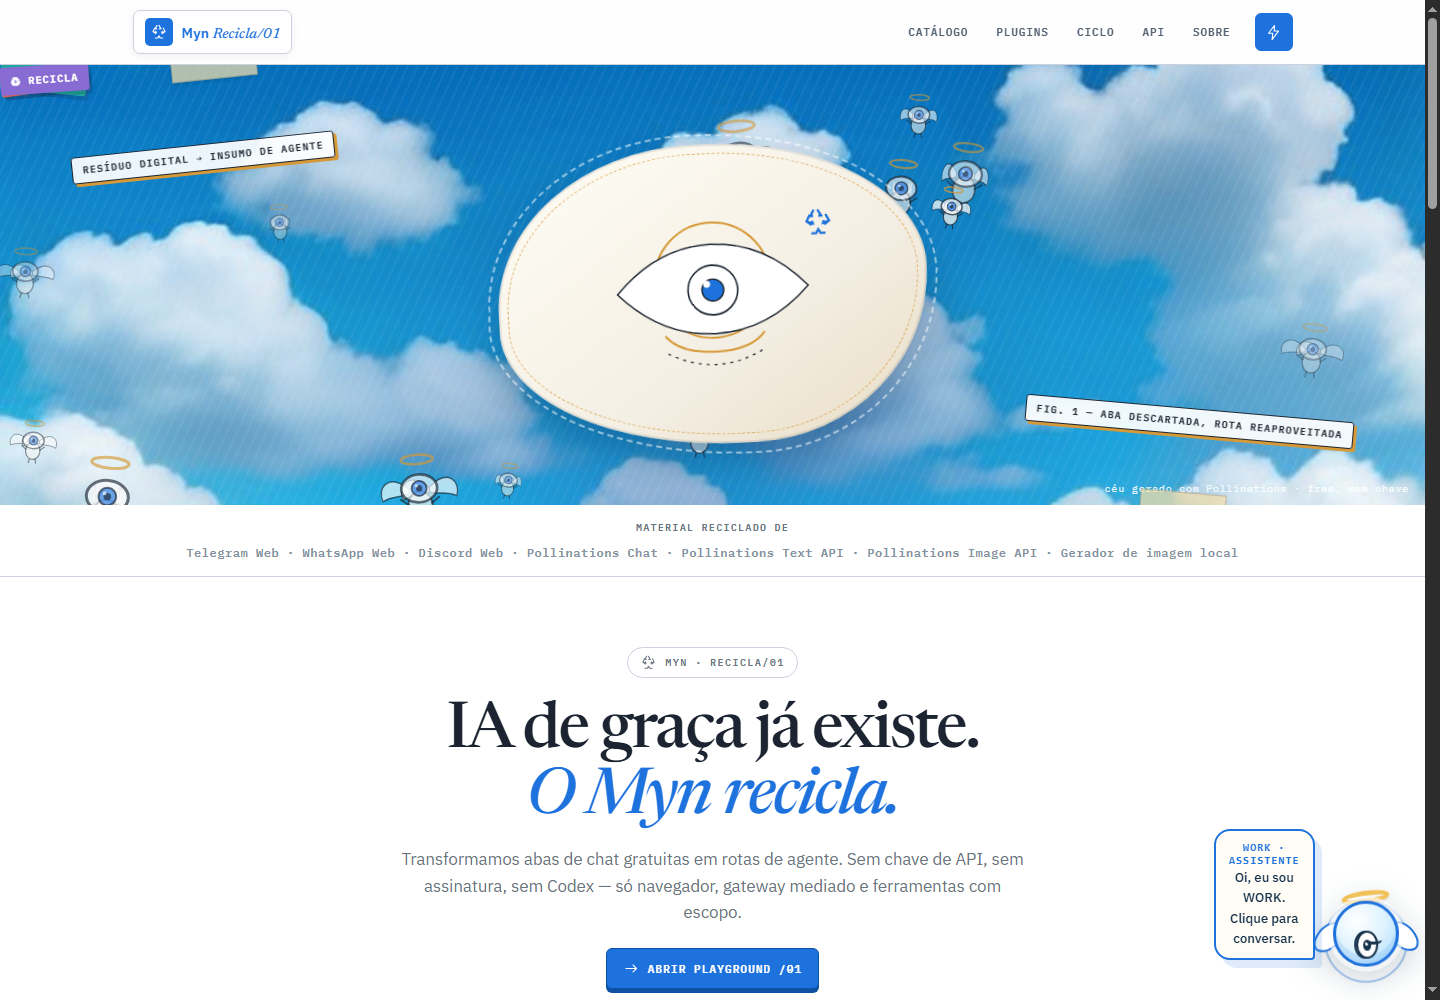 Myn Recicla/01
CATÁLOGO PLUGINS CICLO API SOBRE
RECICLA
RESÍDUO DIGITAL → INSUMO DE AGENTE
FIG. 1 — ABA DESCARTADA, ROTA REAPROVEITADA
céu gerado com Pollinations · free, sem chave
MATERIAL RECICLADO DE
Telegram Web · WhatsApp Web · Discord Web · Pollinations Chat · Pollinations Text API · Pollinations Image API · Gerador de imagem local
MYN · RECICLA/01
IA de graça já existe.
O Myn recicla.
Transformamos abas de chat gratuitas em rotas de agente. Sem chave de API, sem
assinatura, sem Codex — só navegador, gateway mediado e ferramentas com
escopo.
→ ABRIR PLAYGROUND /01
WORK ·
ASSISTENTE
Oi, eu sou
WORK.
Clique para
conversar.